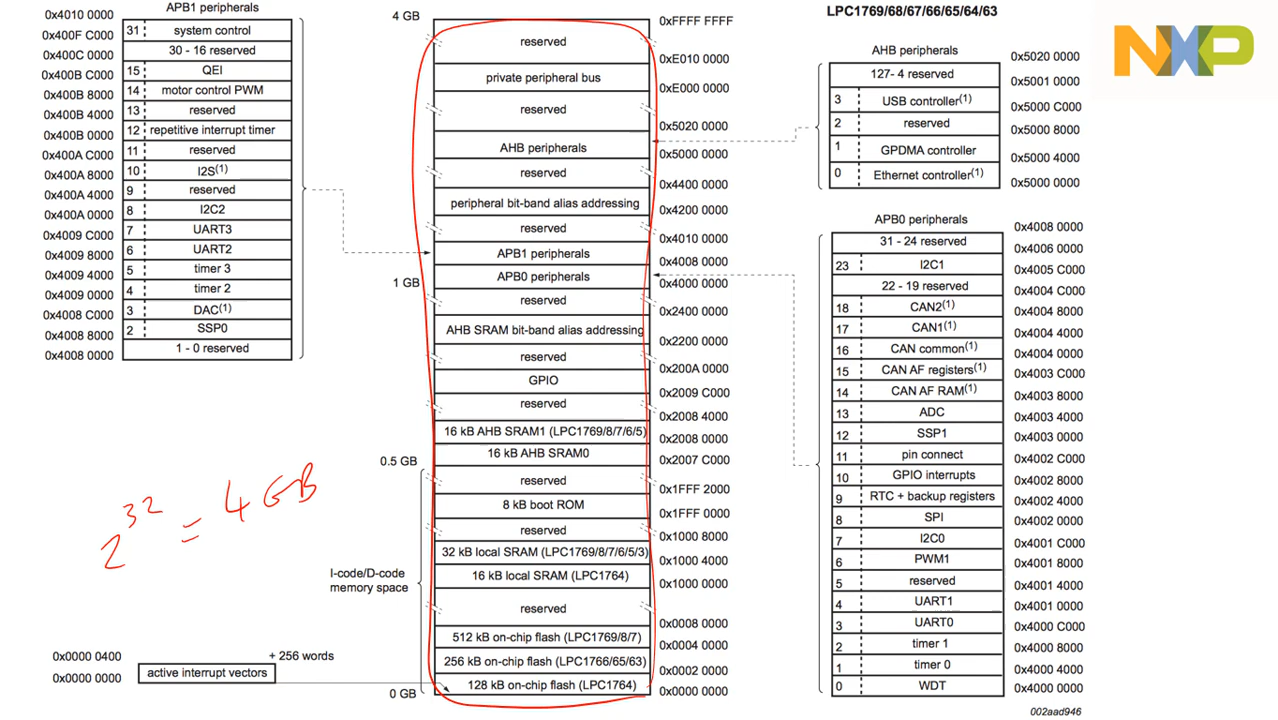 LPC1769/68/67/66/65/64/63
NXP
APB1 peripherals
0x4010 0000
31 system control
0x400F C000
30 - 16 reserved
0x400C 0000
15 QEI
0x400B C000
14 motor control PWM
0x400B 8000
13 reserved
0x400B 4000
12 repetitive interrupt timer
0x400B 0000
11 reserved
0x400A C000
10 I2S(1)
0x400A 8000
9 reserved
0x400A 4000
8 I2C2
0x400A 0000
7 UART3
0x4009 C000
6 UART2
0x4009 8000
5 timer 3
0x4009 4000
4 timer 2
0x4009 0000
3 DAC(1)
0x4008 C000
2 SSP0
0x4008 8000
1 - 0 reserved
0x4008 0000
2^32 = 4 GB
0x0000 0400
+ 256 words
active interrupt vectors
0x0000 0000
4 GB
0xFFFF FFFF
reserved
0xE010 0000
private peripheral bus
0xE000 0000
reserved
0x5020 0000
AHB peripherals
0x5000 0000
reserved
0x4400 0000
peripheral bit-band alias addressing
0x4200 0000
reserved
0x4010 0000
APB1 peripherals
0x4008 0000
APB0 peripherals
1 GB
0x4000 0000
reserved
0x2400 0000
AHB SRAM bit-band alias addressing
0x2200 0000
reserved
0x200A 0000
GPIO
0x2009 C000
reserved
0x2008 4000
16 kB AHB SRAM1 (LPC1769/8/7/6/5)
0x2008 0000
16 kB AHB SRAM0
0x2007 C000
0.5 GB
reserved
0x1FFF 2000
8 kB boot ROM
0x1FFF 0000
reserved
0x1000 8000
32 kB local SRAM (LPC1769/8/7/6/5/3)
0x1000 4000
16 kB local SRAM (LPC1764)
0x1000 0000
I-code/D-code
memory space
reserved
0x0008 0000
512 kB on-chip flash (LPC1769/8/7)
0x0004 0000
256 kB on-chip flash (LPC1766/65/63)
0x0002 0000
128 kB on-chip flash (LPC1764)
0 GB
0x0000 0000
AHB peripherals
0x5020 0000
127- 4 reserved
0x5001 0000
3 USB controller(1)
0x5000 C000
2 reserved
0x5000 8000
1 GPDMA controller
0x5000 4000
0 Ethernet controller(1)
0x5000 0000
APB0 peripherals
0x4008 0000
31 - 24 reserved
0x4006 0000
23 I2C1
0x4005 C000
22 - 19 reserved
0x4004 C000
18 CAN2(1)
0x4004 8000
17 CAN1(1)
0x4004 4000
16 CAN common(1)
0x4004 0000
15 CAN AF registers(1)
0x4003 C000
14 CAN AF RAM(1)
0x4003 8000
13 ADC
0x4003 4000
12 SSP1
0x4003 0000
11 pin connect
0x4002 C000
10 GPIO interrupts
0x4002 8000
9 RTC + backup registers
0x4002 4000
8 SPI
0x4002 0000
7 I2C0
0x4001 C000
6 PWM1
0x4001 8000
5 reserved
0x4001 4000
4 UART1
0x4001 0000
3 UART0
0x4000 C000
2 timer 1
0x4000 8000
1 timer 0
0x4000 4000
0 WDT
0x4000 0000
002aad946